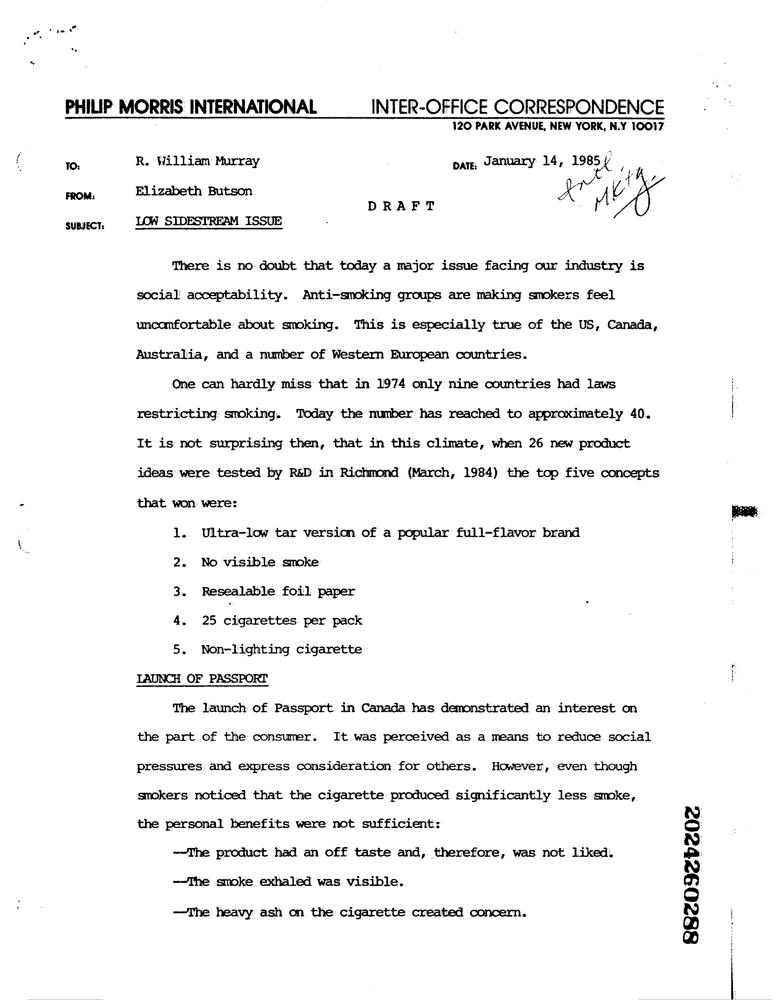 PHILIP MORRIS INTERNATIONAL INTER-OFFICE CORRESPONDENCE
120 PARK AVENUE, NEW YORK, N.Y 10017
TO: R. William Murray DATE: January 14, 1985
FROM: Elizabeth Butson
Intl
Mktg.
DRAFT
SUBJECT: LOW SIDESTREAM ISSUE
There is no doubt that today a major issue facing our industry is
social acceptability. Anti-smoking groups are making smokers feel
uncomfortable about smoking. This is especially true of the US, Canada,
Australia, and a number of Western European countries.
One can hardly miss that in 1974 only nine countries had laws
restricting smoking. Today the number has reached to approximately 40.
It is not surprising then, that in this climate, when 26 new product
ideas were tested by R&D in Richmond (March, 1984) the top five concepts
that won were:
1. Ultra-low tar version of a popular full-flavor brand
2. No visible smoke
3. Resealable foil paper
4. 25 cigarettes per pack
5. Non-lighting cigarette
LAUNCH OF PASSPORT
The launch of Passport in Canada has demonstrated an interest on
the part of the consumer. It was perceived as a means to reduce social
pressures and express consideration for others. However, even though
smokers noticed that the cigarette produced significantly less smoke,
the personal benefits were not sufficient:
—The product had an off taste and, therefore, was not liked.
—The smoke exhaled was visible.
—The heavy ash on the cigarette created concern.
2024260288